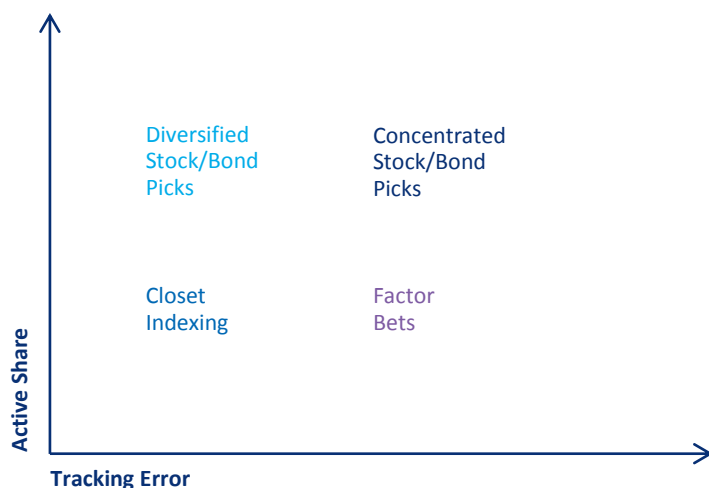 Diversified
Stock/Bond
Picks
Concentrated
Stock/Bond
Picks
Closet
Indexing
Factor
Bets
Active Share
Tracking Error